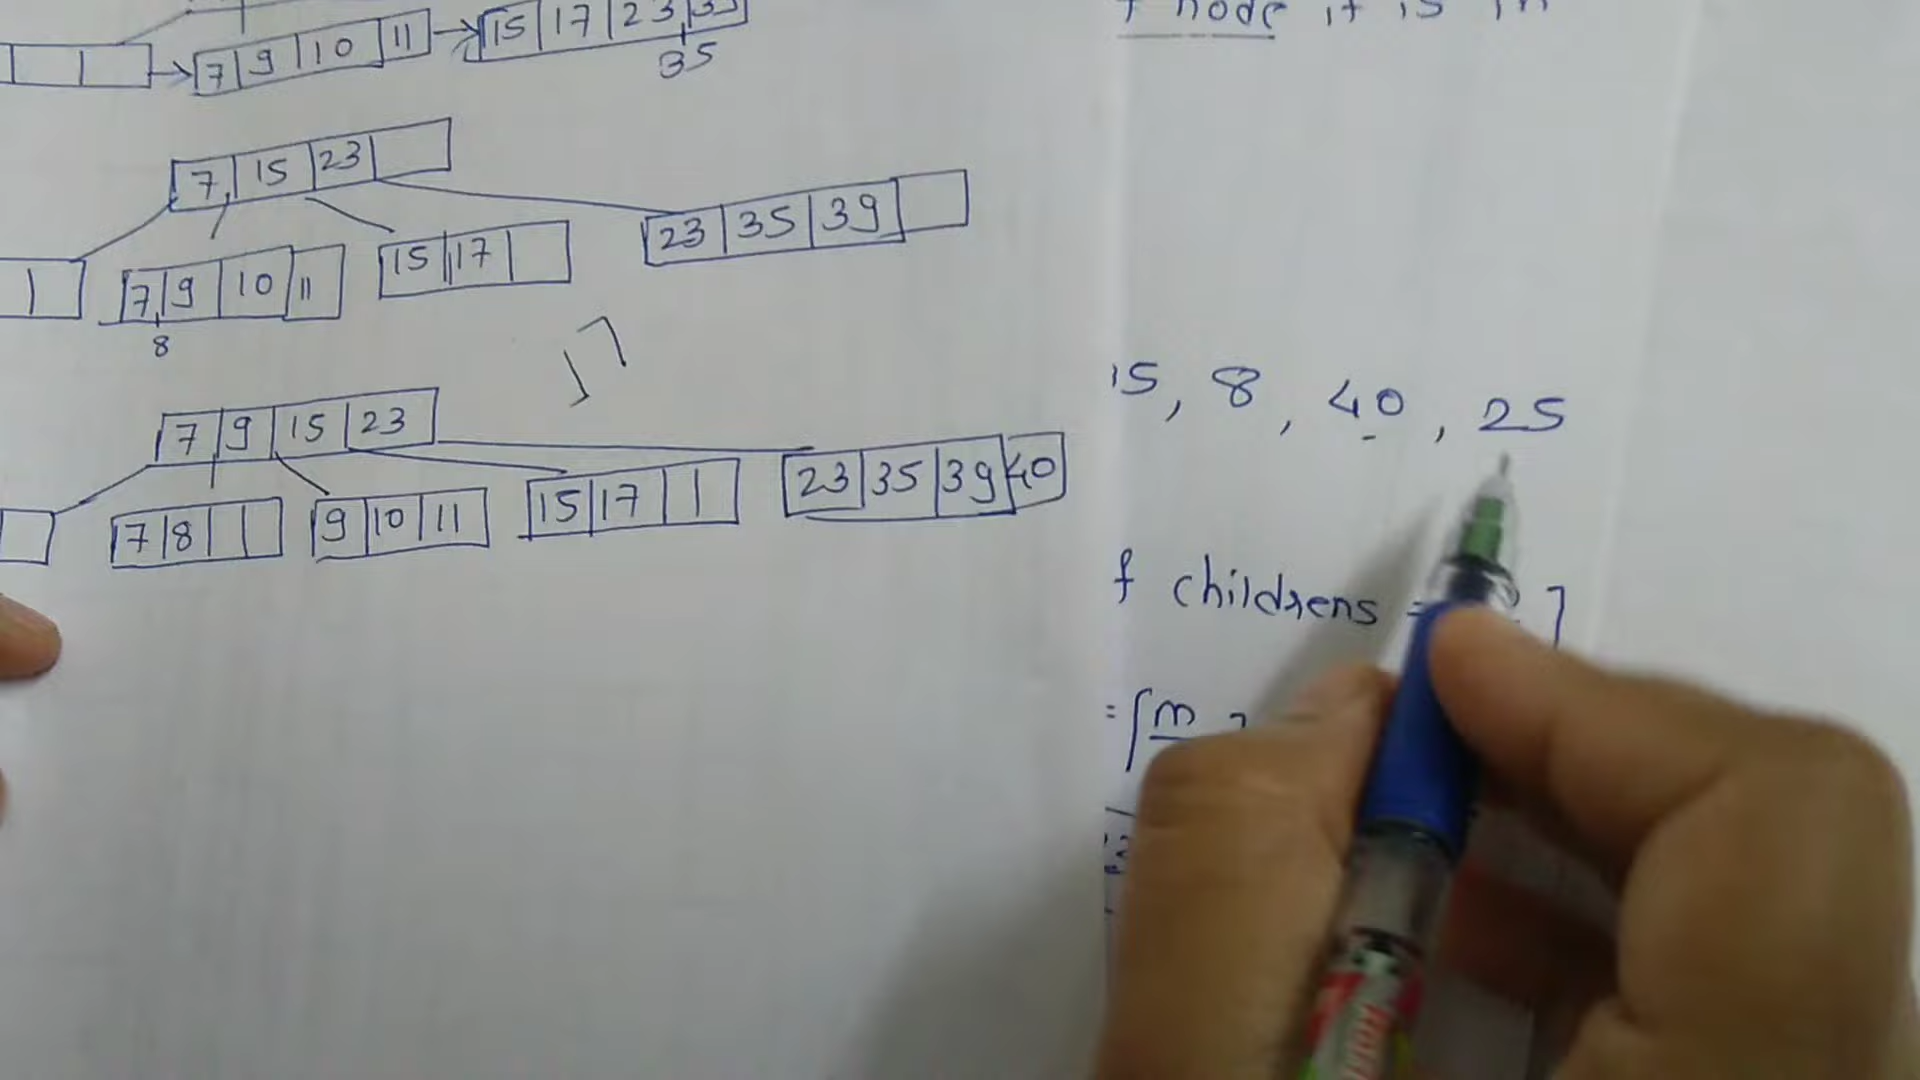 7 9 10 11 15 17 23 35
35
7 15 23
7 9 10 11 15 17 23 35 39
8
7 9 15 23
7 8 9 10 11 15 17 23 35 39 40
node it is in
15, 8, 40, 25
f childrens =
= ⌈m